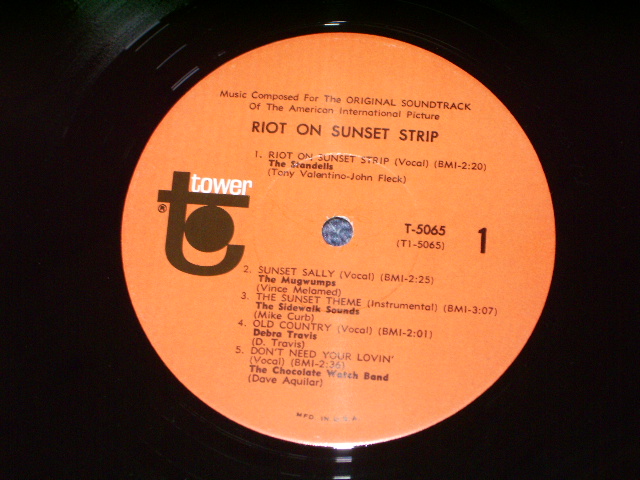 Music Composed For The ORIGINAL SOUNDTRACK
Of The American International Picture
RIOT ON SUNSET STRIP
1. RIOT ON SUNSET STRIP (Vocal) (BMI-2:20)
The Standells
(Tony Valentino-John Fleck)
tower
®
T-5065
(T1-5065)
1
2. SUNSET SALLY (Vocal) (BMI-2:25)
The Mugwumps
(Vince Melamed)
3. THE SUNSET THEME (Instrumental) (BMI-3:07)
The Sidewalk Sounds
(Mike Curb)
4. OLD COUNTRY (Vocal) (BMI-2:01)
Debra Travis
(D. Travis)
5. DON'T NEED YOUR LOVIN'
(Vocal) (BMI-2:36)
The Chocolate Watch Band
(Dave Aguilar)
MFD. IN U.S.A.